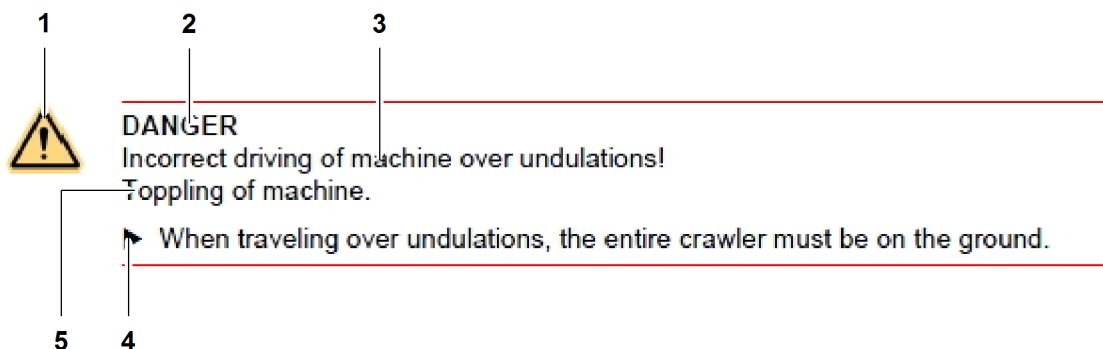 1 2 3
DANGER
Incorrect driving of machine over undulations!
Toppling of machine.
► When traveling over undulations, the entire crawler must be on the ground.
5 4